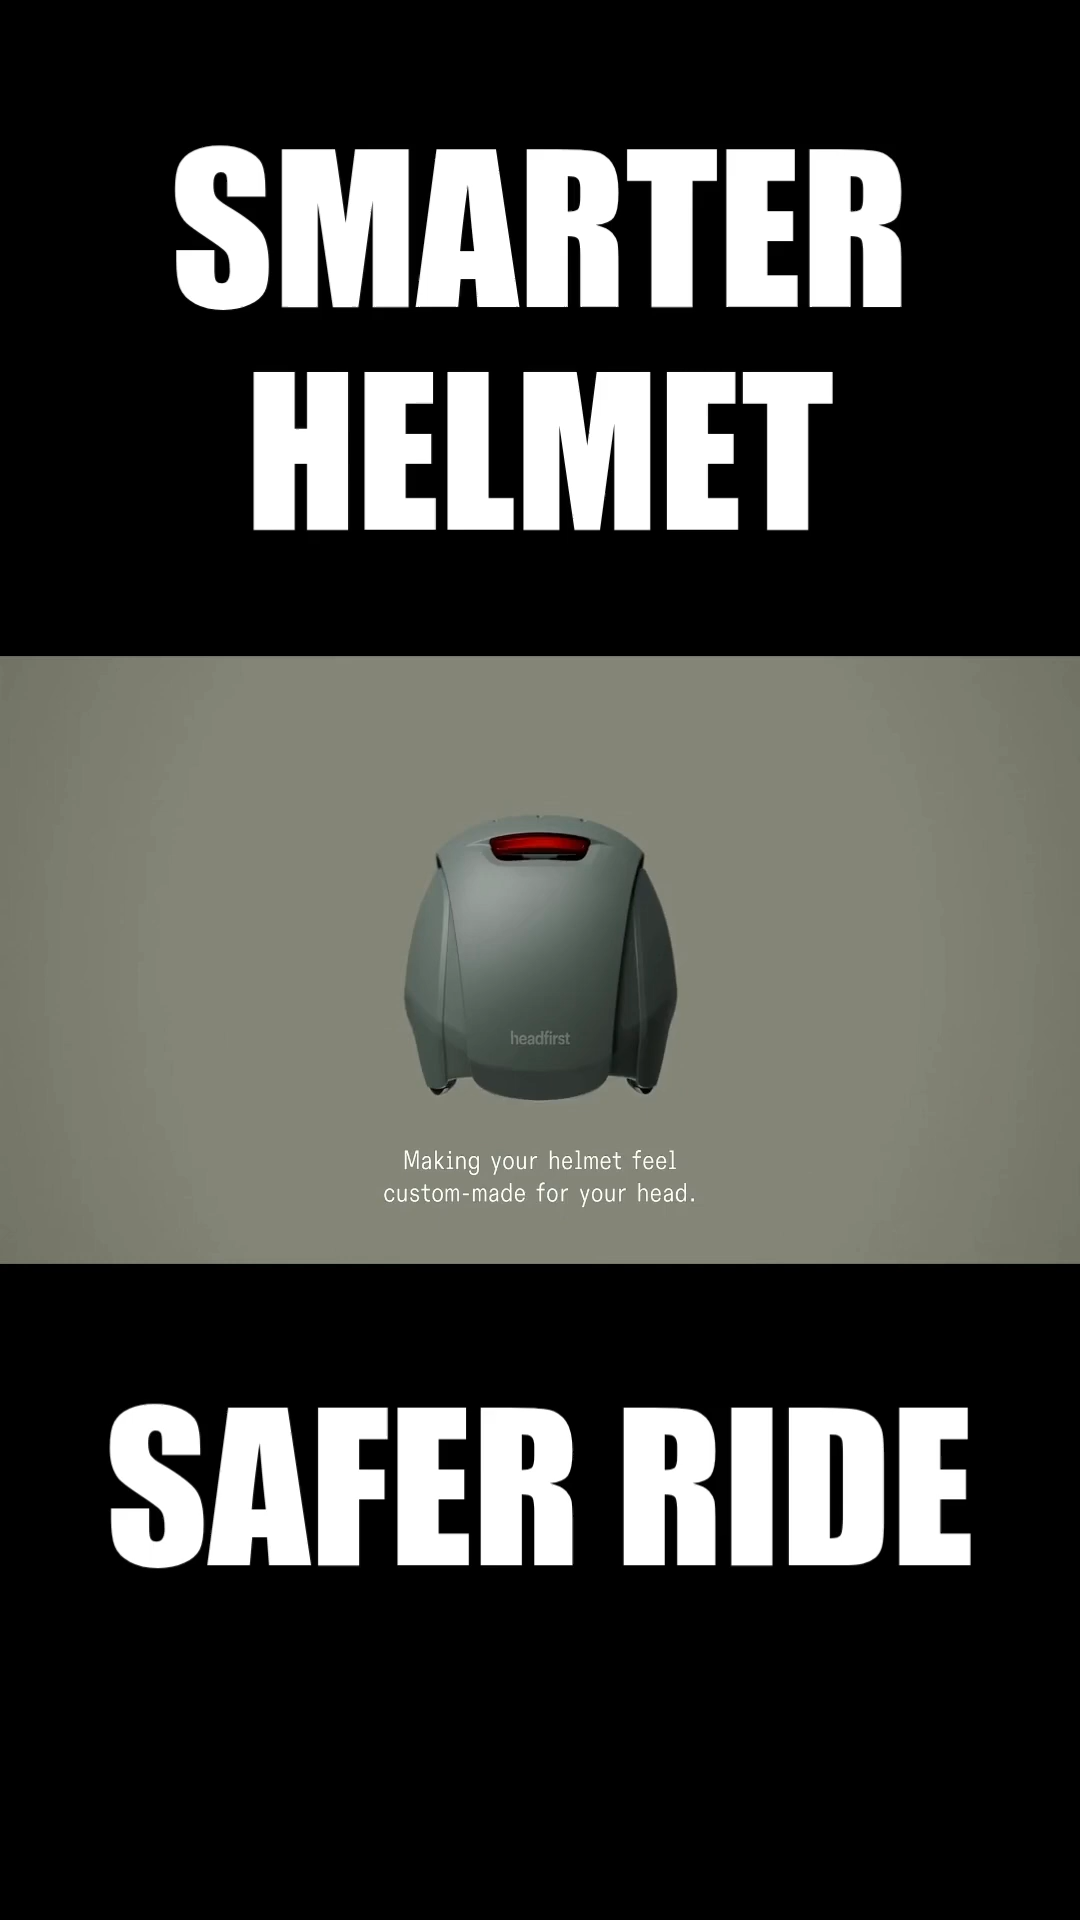 SMARTER
HELMET
headfirst
Making your helmet feel
custom-made for your head.
SAFER RIDE